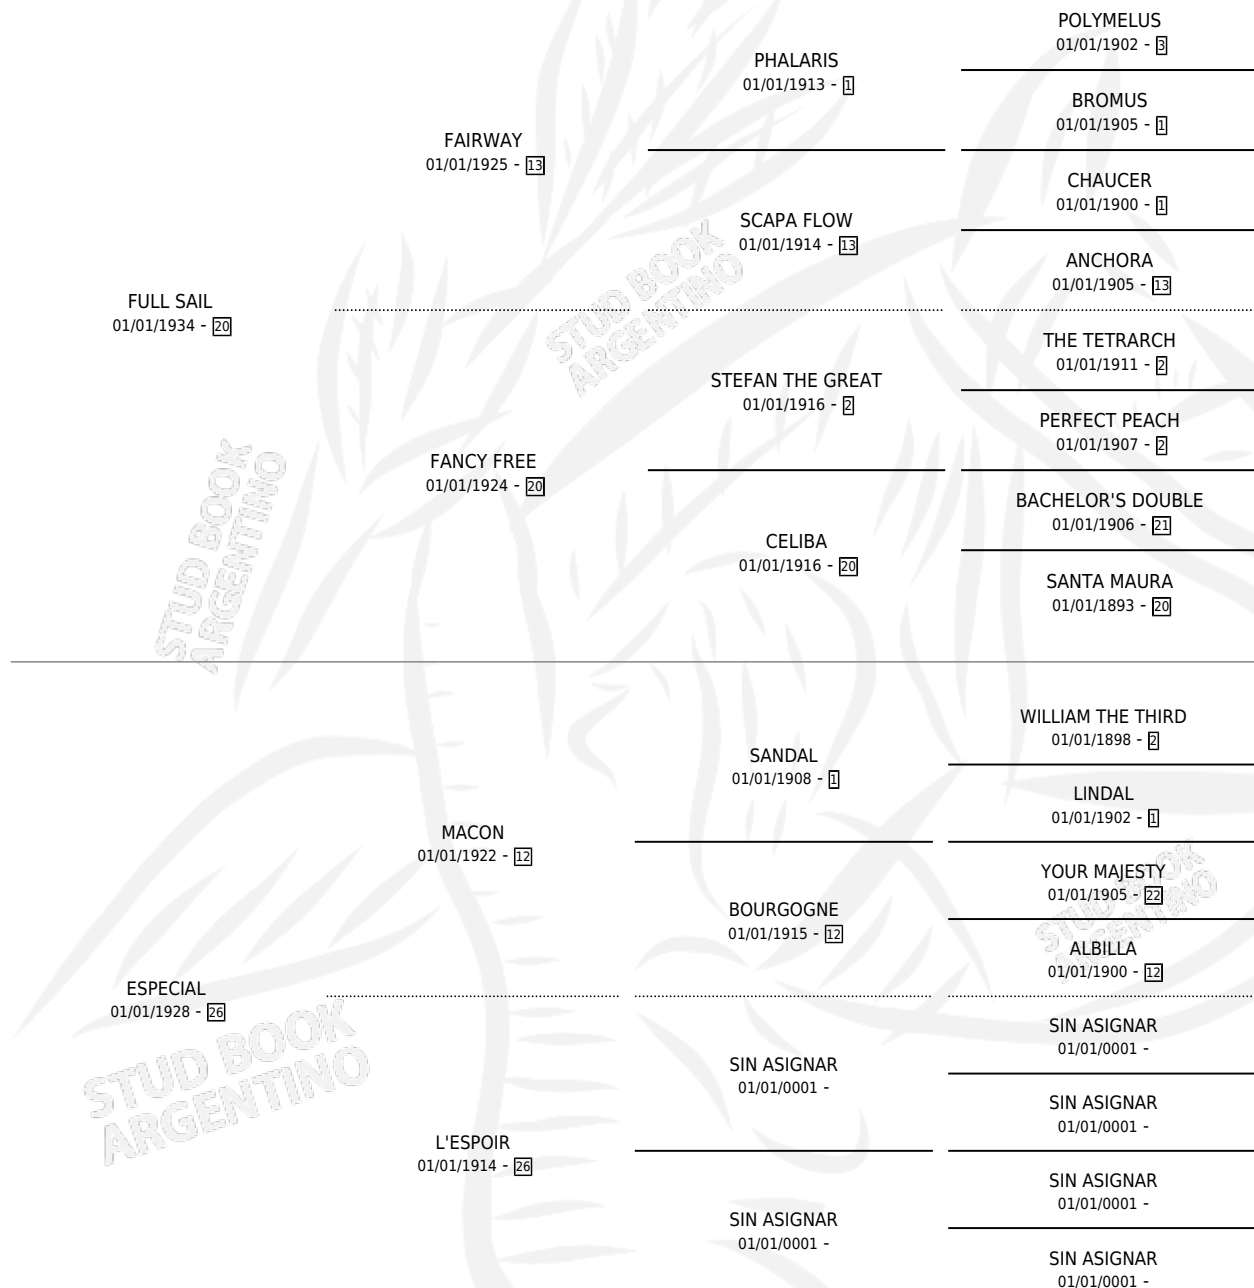 POLYMELUS
01/01/1902 - 3
PHALARIS
01/01/1913 - 1
BROMUS
01/01/1905 - 1
FAIRWAY
01/01/1925 - 13
CHAUCER
01/01/1900 - 1
SCAPA FLOW
01/01/1914 - 13
ANCHORA
01/01/1905 - 13
FULL SAIL
01/01/1934 - 20
STUD BOOK
ARGENTINO
THE TETRARCH
01/01/1911 - 2
STEFAN THE GREAT
01/01/1916 - 2
PERFECT PEACH
01/01/1907 - 2
FANCY FREE
01/01/1924 - 20
BACHELOR'S DOUBLE
01/01/1906 - 21
CELIBA
01/01/1916 - 20
SANTA MAURA
01/01/1893 - 20
STUD BOOK
ARGENTINO
WILLIAM THE THIRD
01/01/1898 - 2
SANDAL
01/01/1908 - 1
LINDAL
01/01/1902 - 1
MACON
01/01/1922 - 12
YOUR MAJESTY
01/01/1905 - 22
BOURGOGNE
01/01/1915 - 12
STUD BOOK
ARGENTINO
ALBILLA
01/01/1900 - 12
ESPECIAL
01/01/1928 - 26
STUD BOOK
ARGENTINO
SIN ASIGNAR
01/01/0001 -
SIN ASIGNAR
01/01/0001 -
SIN ASIGNAR
01/01/0001 -
L'ESPOIR
01/01/1914 - 26
SIN ASIGNAR
01/01/0001 -
SIN ASIGNAR
01/01/0001 -
SIN ASIGNAR
01/01/0001 -